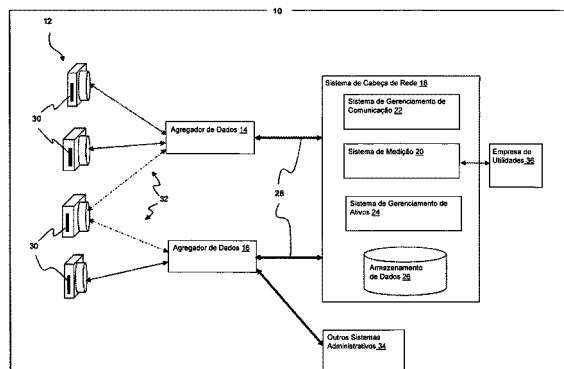 10
12
30
Agregador de Dados 14
32
30
Agregador de Dados 16
28
Sistema de Cabeça de Rede 18
Sistema de Gerenciamento de
Comunicação 22
Sistema de Medição 20
Sistema de Gerenciamento de
Ativos 24
Armazenamento
de Dados 26
Empresa de
Utilidades 36
Outros Sistemas
Administrativos 34